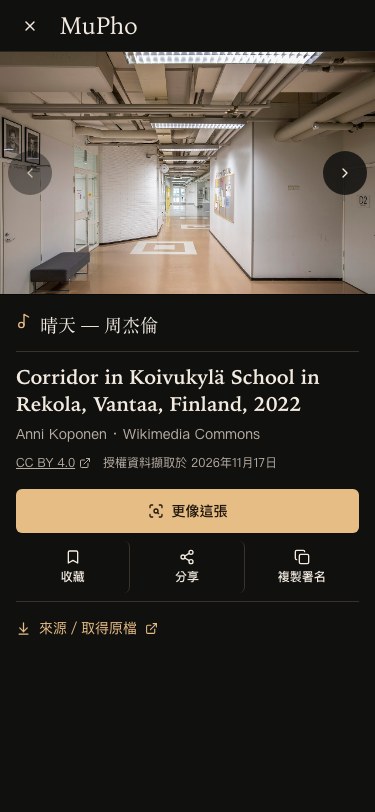 MuPho
02
晴天 — 周杰倫
Corridor in Koivukylä School in
Rekola, Vantaa, Finland, 2022
Anni Koponen · Wikimedia Commons
CC BY 4.0 授權資料擷取於 2026年11月17日
更像這張
收藏 分享 複製署名
來源 / 取得原檔